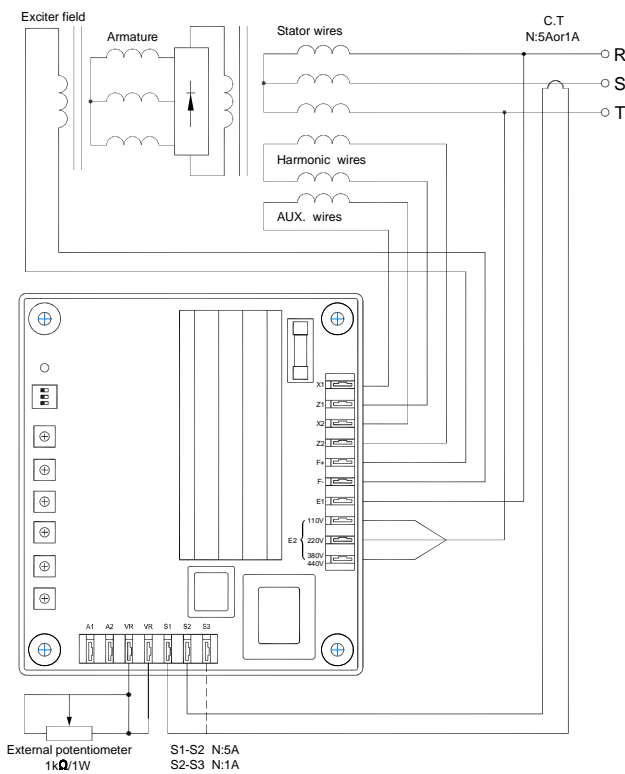 Exciter field
Armature
Stator wires
C.T
N:5Aor1A
R
S
T
Harmonic wires
AUX. wires
X1
Z1
X2
Z2
F+
F-
E1
110V
E2
220V
380V
440V
A1 A2 VR VR S1 S2 S3
External potentiometer
1kΩ/1W
S1-S2 N:5A
S2-S3 N:1A